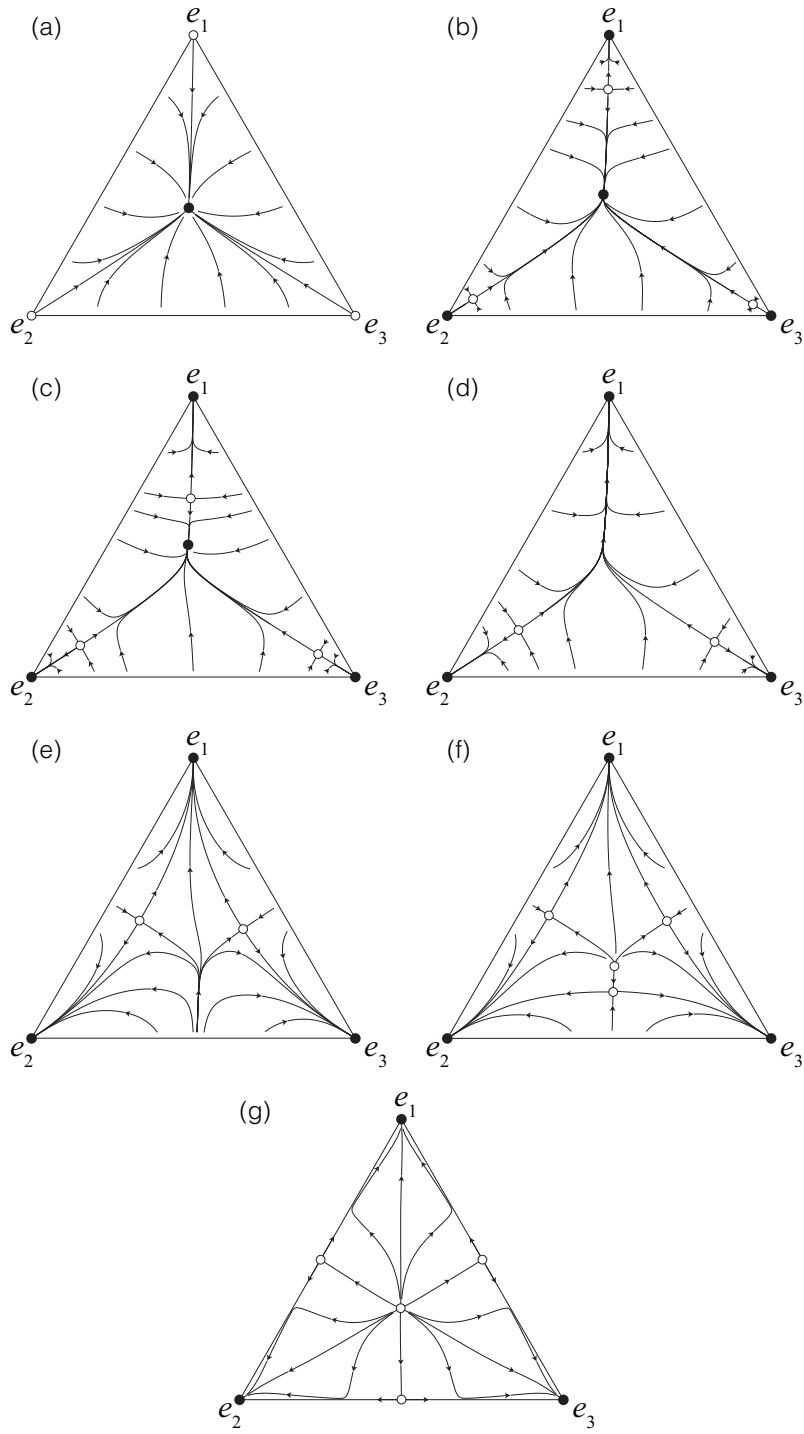 (a) (b)
e₁ e₁
e₂ e₃ e₂ e₃
(c) (d)
e₁ e₁
e₂ e₃ e₂ e₃
(e) (f)
e₁ e₁
e₂ e₃ e₂ e₃
(g)
e₁
e₂ e₃